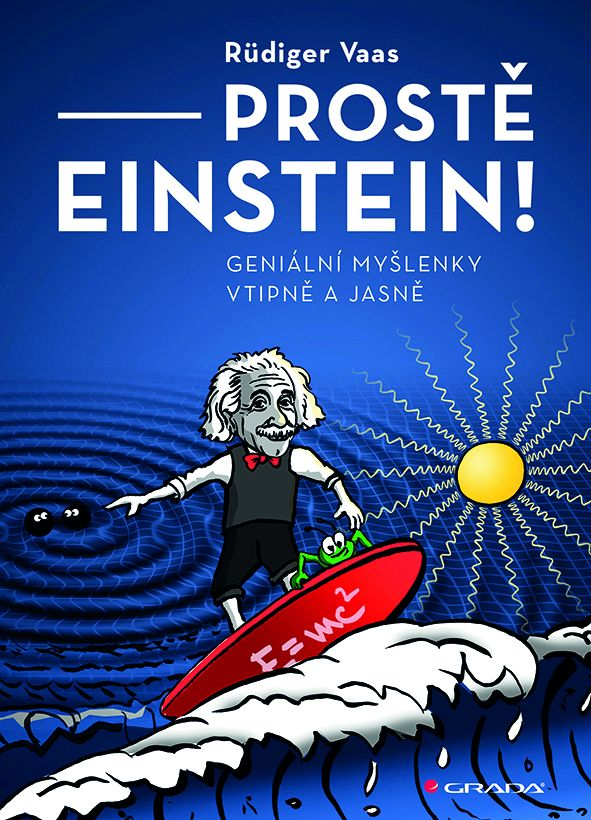 Rüdiger Vaas
PROSTĚ
EINSTEIN!
GENIÁLNÍ MYŠLENKY
VTIPNĚ A JASNĚ
E=mc²
GRADA